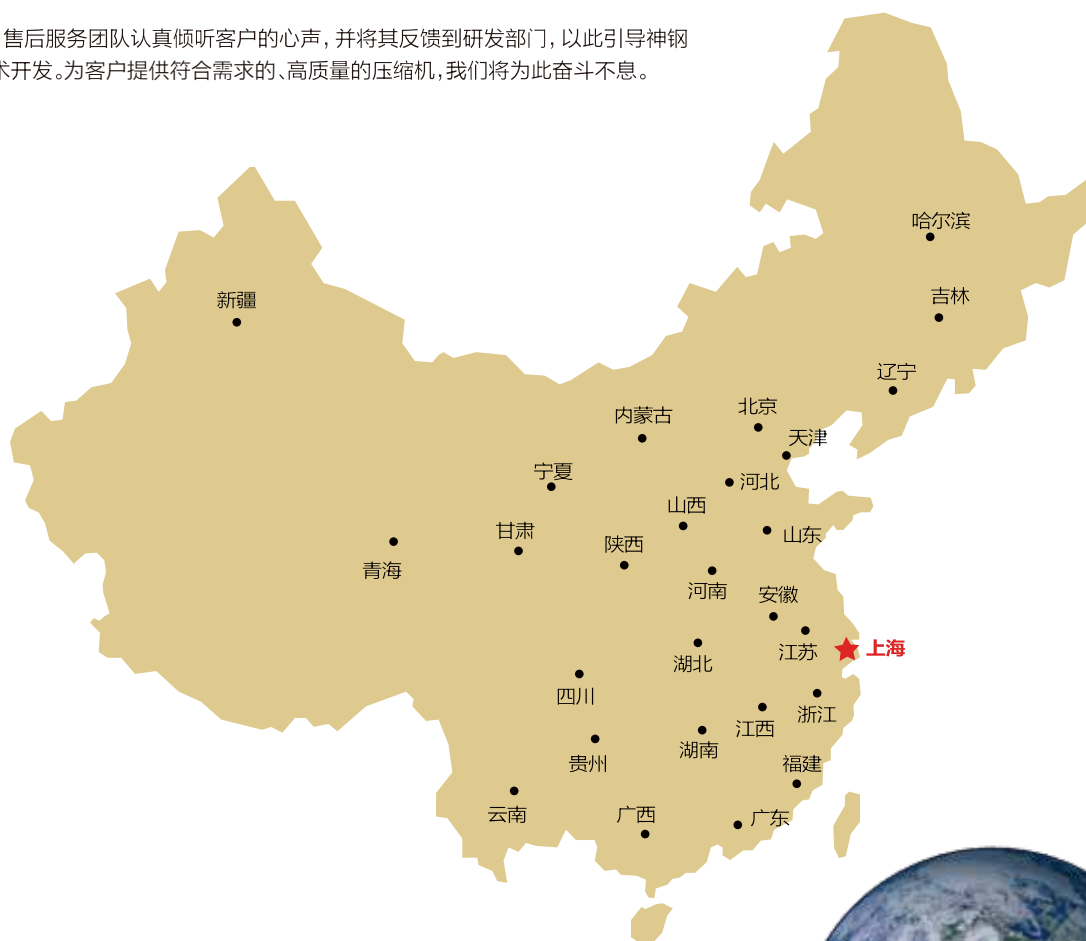 售后服务团队认真倾听客户的心声，并将其反馈到研发部门，以此引导神钢
术开发。为客户提供符合需求的、高质量的压缩机，我们将为此奋斗不息。
哈尔滨
新疆
吉林
辽宁
北京
内蒙古
天津
宁夏
河北
山西
甘肃
山东
陕西
青海
河南
安徽
上海
江苏
湖北
四川
浙江
江西
湖南
贵州
福建
云南
广西
广东